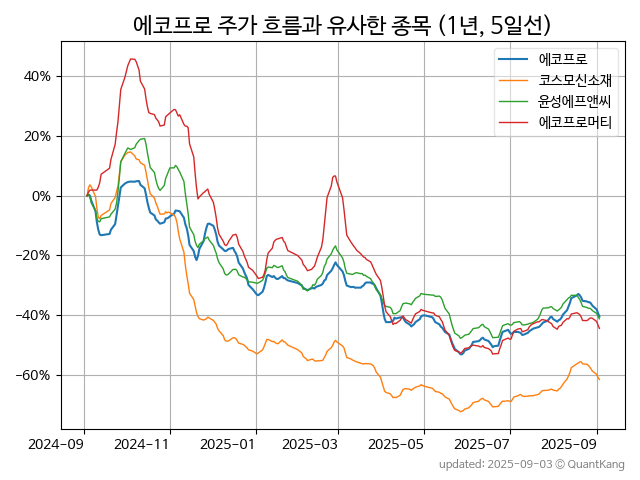 에코프로 주가 흐름과 유사한 종목 (1년, 5일선)
에코프로
코스모신소재
윤성에프앤씨
에코프로머티
40%
20%
0%
−20%
−40%
−60%
2024-09
2024-11
2025-01
2025-03
2025-05
2025-07
2025-09
updated: 2025-09-03 © QuantKang